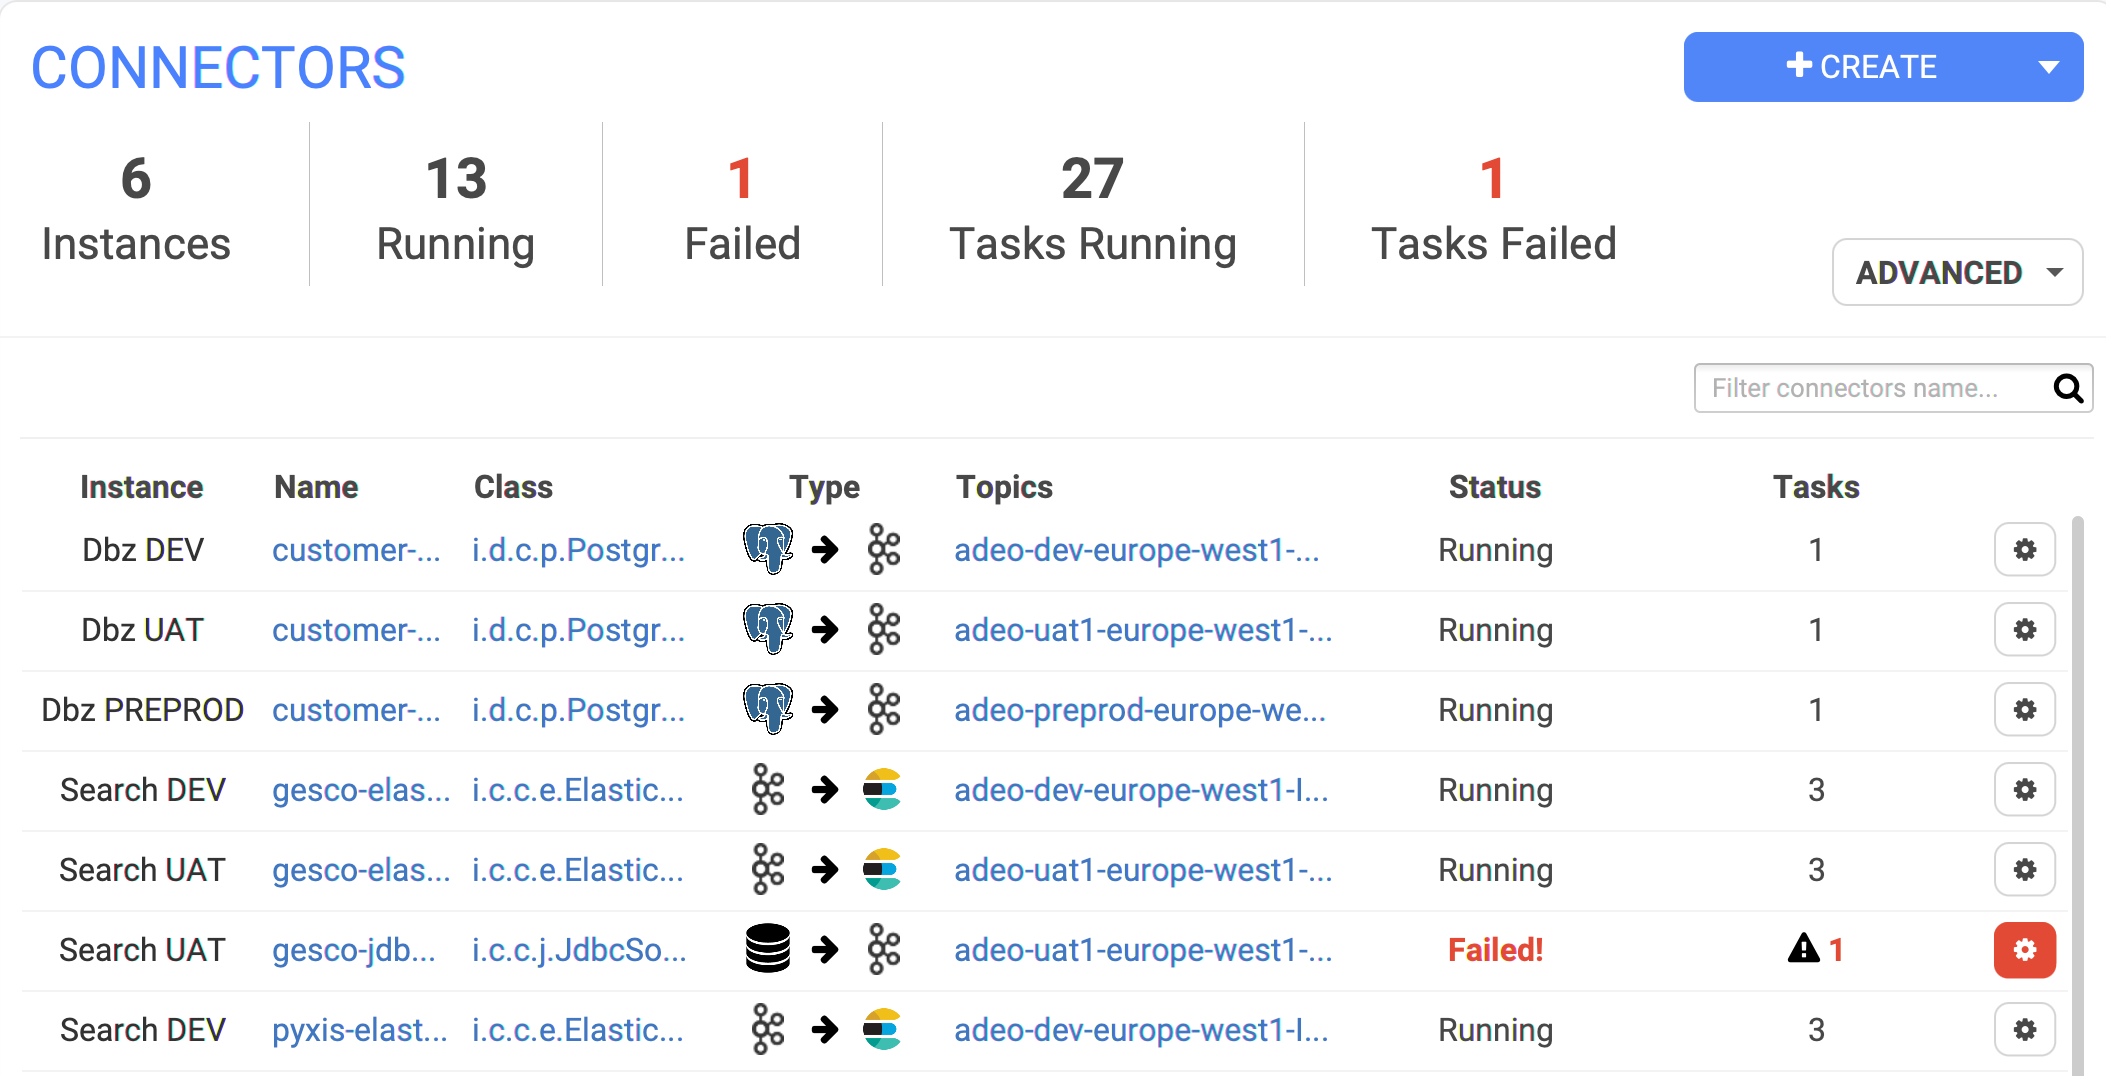 CONNECTORS
CREATE
6 13 1 27 1
Instances Running Failed Tasks Running Tasks Failed
ADVANCED
Filter connectors name...
Instance Name Class Type Topics Status Tasks
Dbz DEV customer-... i.d.c.p.Postgr... adeo-dev-europe-west1-... Running 1
Dbz UAT customer-... i.d.c.p.Postgr... adeo-uat1-europe-west1-... Running 1
Dbz PREPROD customer-... i.d.c.p.Postgr... adeo-preprod-europe-we... Running 1
Search DEV gesco-elas... i.c.c.e.Elastic... adeo-dev-europe-west1-l... Running 3
Search UAT gesco-elas... i.c.c.e.Elastic... adeo-uat1-europe-west1-... Running 3
Search UAT gesco-jdb... i.c.c.j.JdbcSo... adeo-uat1-europe-west1-... Failed! 1
Search DEV pyxis-elast... i.c.c.e.Elastic... adeo-dev-europe-west1-l... Running 3